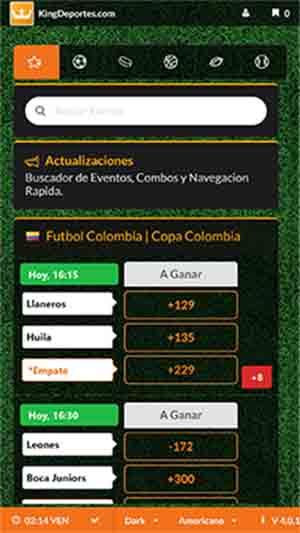 KingDeportes.com
0
Buscar Evento
Actualizaciones
Buscador de Eventos, Combos y Navegacion
Rapida.
Futbol Colombia | Copa Colombia
Hoy, 16:15 A Ganar
Llaneros +129
Huila +135
*Empate +229
+8
Hoy, 16:30 A Ganar
Leones -172
Boca Juniors +300
02:14 VEN Dark Americano V 4.0.1